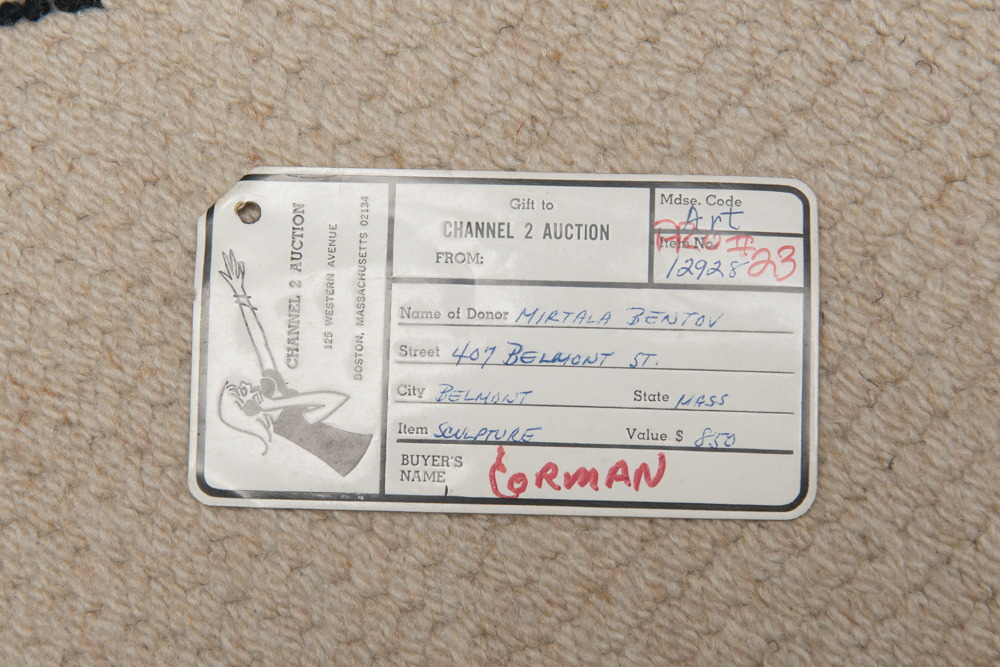 CHANNEL 2 AUCTION
125 WESTERN AVENUE
BOSTON, MASSACHUSETTS 02134
Gift to
CHANNEL 2 AUCTION
FROM:
Mdse. Code
Art
Item No.
#23
12928
Name of Donor MIRTALA BENTOV
Street 407 BELMONT ST.
City BELMONT State MASS
Item SCULPTURE Value $ 850
BUYER'S
NAME GORMAN